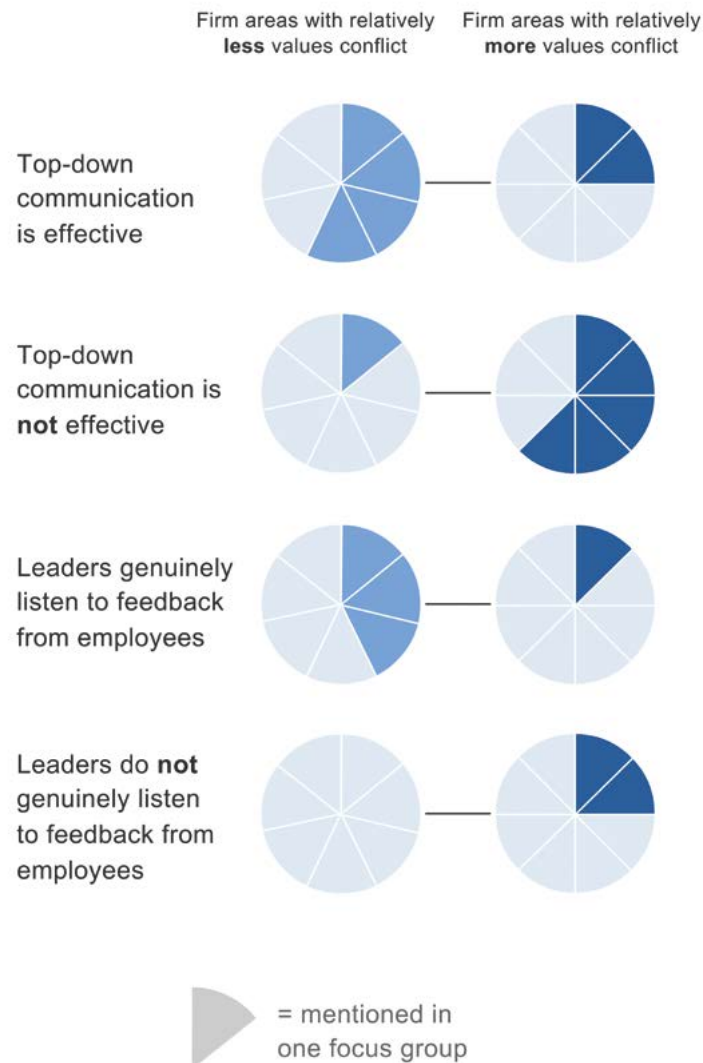 Firm areas with relatively
less values conflict
Firm areas with relatively
more values conflict
Top-down
communication
is effective
Top-down
communication is
not effective
Leaders genuinely
listen to feedback
from employees
Leaders do not
genuinely listen
to feedback from
employees
= mentioned in
one focus group